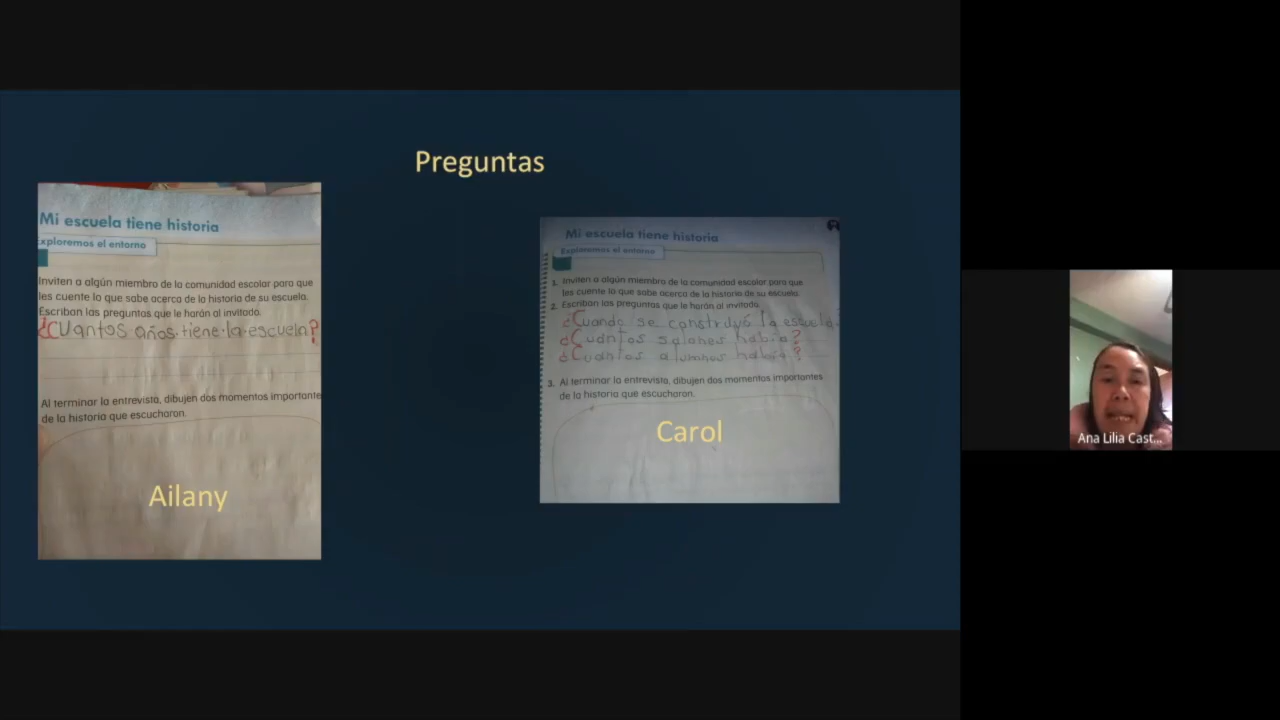 Preguntas
Mi escuela tiene historia
Exploremos el entorno
Inviten a algún miembro de la comunidad escolar para que
les cuente lo que sabe acerca de la historia de su escuela.
Escriban las preguntas que le harán al invitado.
¿Cuantos años tiene la escuela?
Al terminar la entrevista, dibujen dos momentos importante
de la historia que escucharon.
Ailany
Mi escuela tiene historia
Exploremos el entorno
1. Inviten a algún miembro de la comunidad escolar para que
les cuente lo que sabe acerca de la historia de su escuela.
2. Escriban las preguntas que le harán al invitado.
¿Cuando se construyó la escuela
¿Cuantos salones habia?
¿Cuantos alumnos habia?
3. Al terminar la entrevista, dibujen dos momentos importantes
de la historia que escucharon.
Carol
Ana Lilia Cast...